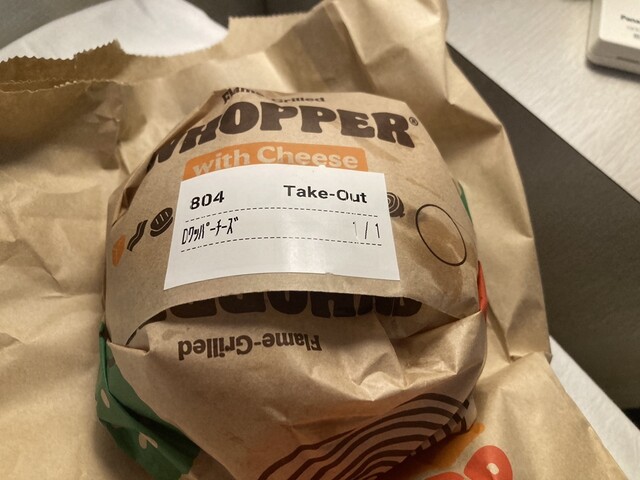 Flame-Grilled
WHOPPER®
with Cheese
804 Take-Out
Dﾜｯﾊﾟｰﾁｰｽﾞ 1 / 1
WHOPPER
Flame-Grilled